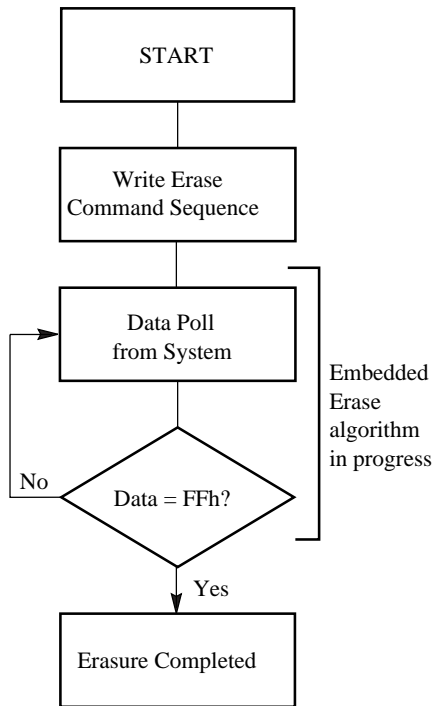 START
Write Erase
Command Sequence
Data Poll
from System
Embedded
Erase
algorithm
in progress
No
Data = FFh?
Yes
Erasure Completed